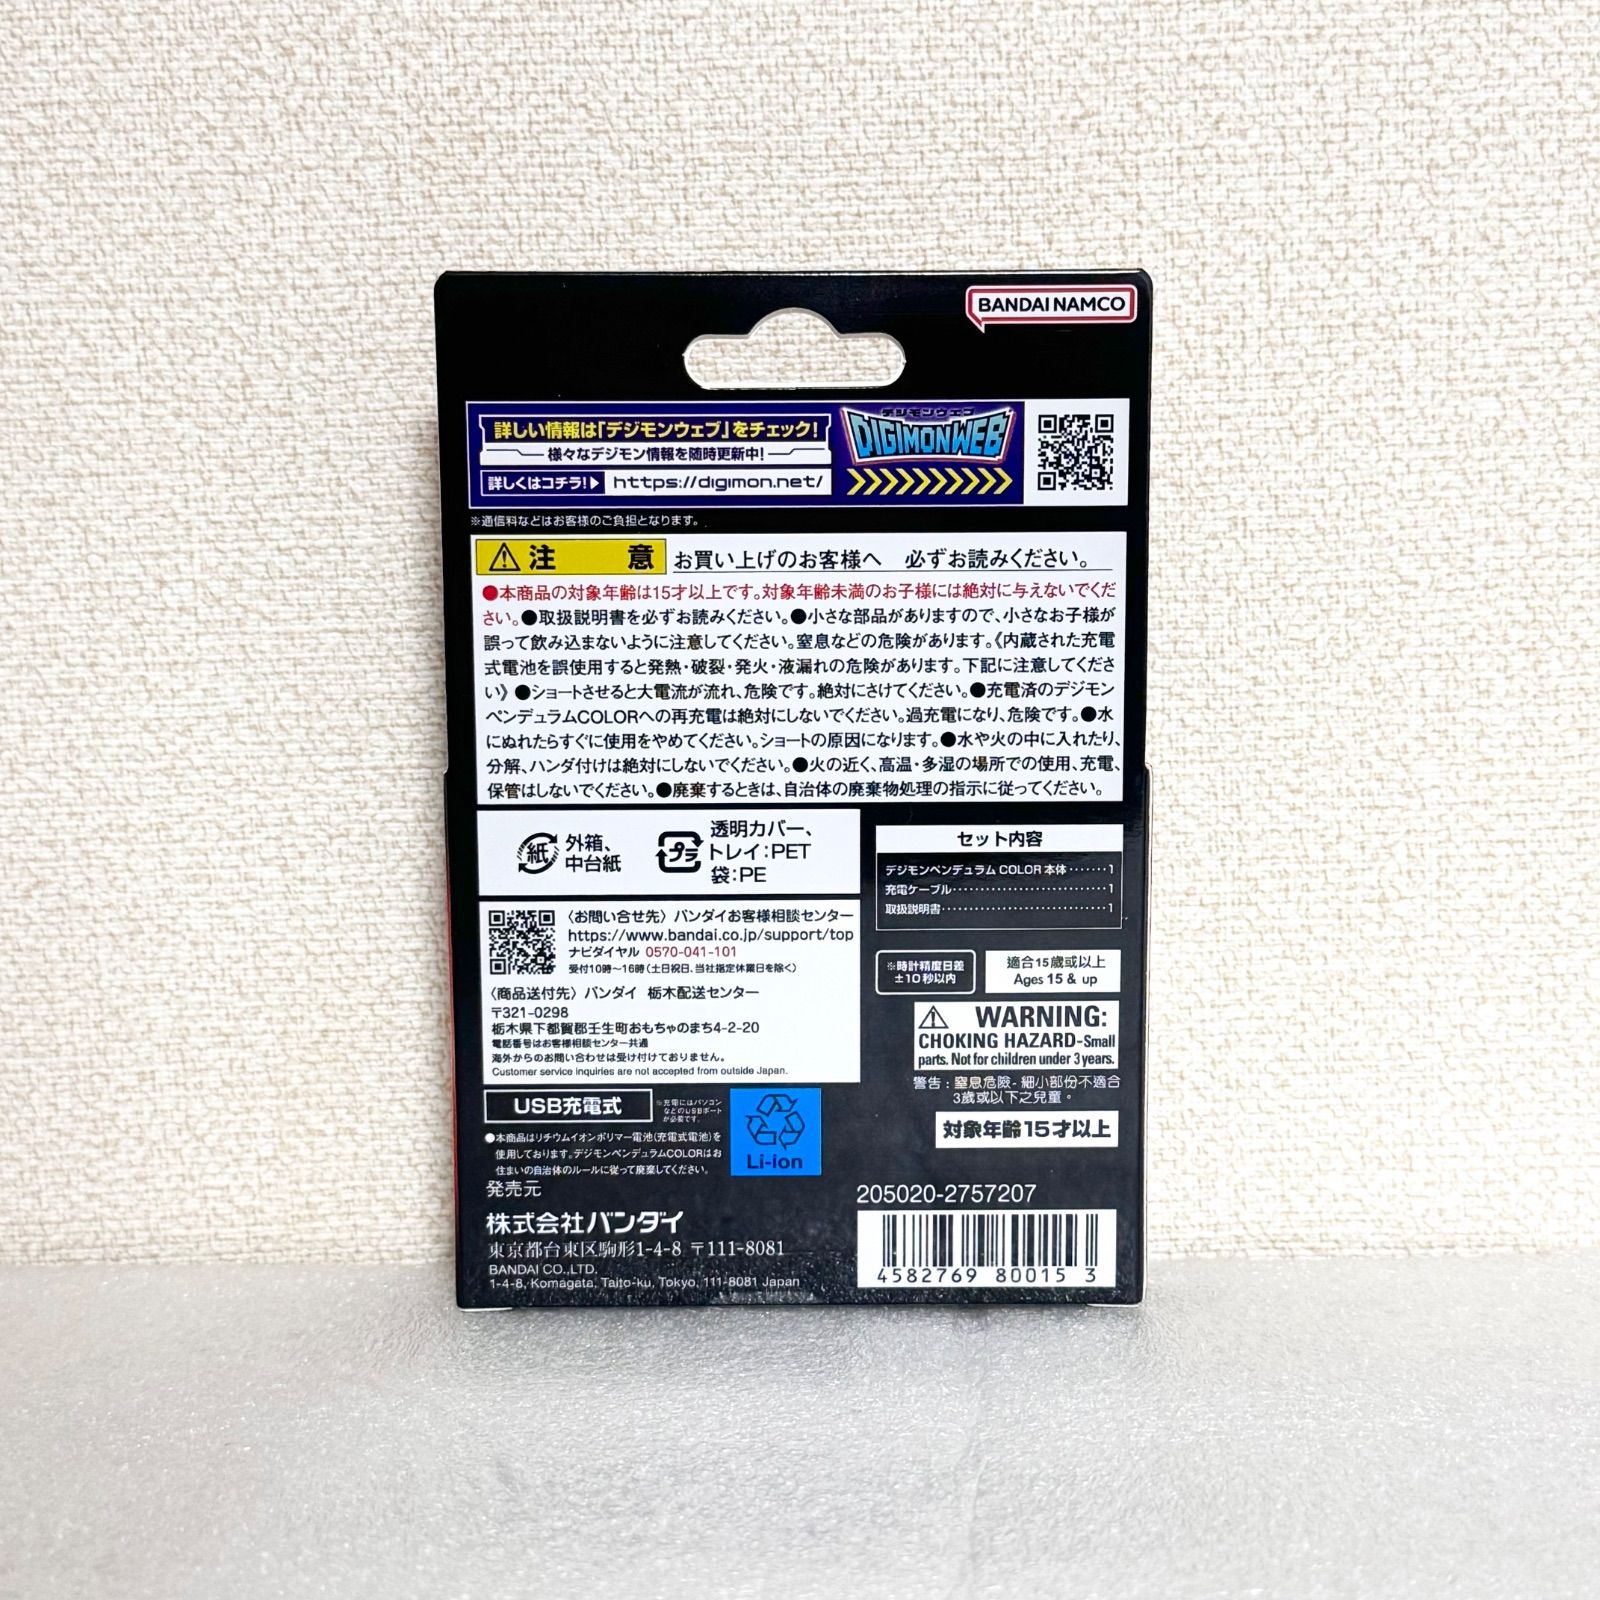 BANDAI NAMCO
詳しい情報は「デジモンウェブ」をチェック!
様々なデジモン情報を随時更新中!
詳しくはコチラ!▶ https://digimon.net/
デジモンウェブ
DIGIMONWEB
※通信料などはお客様のご負担となります。
⚠注意 お買い上げのお客様へ 必ずお読みください。
●本商品の対象年齢は15才以上です。対象年齢未満のお子様には絶対に与えないでくだ
さい。●取扱説明書を必ずお読みください。●小さな部品がありますので、小さなお子様が
誤って飲み込まないように注意してください。窒息などの危険があります。《内蔵された充電
式電池を誤使用すると発熱・破裂・発火・液漏れの危険があります。下記に注意してくださ
い》●ショートさせると大電流が流れ、危険です。絶対にさけてください。●充電済のデジモン
ペンデュラムCOLORへの再充電は絶対にしないでください。過充電になり、危険です。●水
にぬれたらすぐに使用をやめてください。ショートの原因になります。●水や火の中に入れたり、
分解、ハンダ付けは絶対にしないでください。●火の近く、高温・多湿の場所での使用、充電、
保管はしないでください。●廃棄するときは、自治体の廃棄物処理の指示に従ってください。
紙
外箱、
中台紙
プラ
透明カバー、
トレイ:PET
袋:PE
セット内容
デジモンペンデュラム COLOR 本体・・・・・・・1
充電ケーブル・・・・・・・・・・・・・・・・・・・・・・・・・・1
取扱説明書・・・・・・・・・・・・・・・・・・・・・・・・・・・・1
〈お問い合せ先〉バンダイお客様相談センター
https://www.bandai.co.jp/support/top
ナビダイヤル 0570-041-101
受付10時~16時(土日祝日、当社指定休業日を除く)
〈商品送付先〉バンダイ 栃木配送センター
〒321-0298
栃木県下都賀郡壬生町おもちゃのまち4-2-20
電話番号はお客様相談センター共通
海外からのお問い合わせは受け付けておりません。
Customer service inquiries are not accepted from outside Japan.
※時計精度日差
±10秒以内
適合15歲或以上
Ages 15 & up
⚠ WARNING:
CHOKING HAZARD-Small
parts. Not for children under 3 years.
警告:窒息危險-細小部份不適合
3歲或以下之兒童。
対象年齢15才以上
USB充電式
※充電にはパソコン
などのUSBポート
が必要です。
●本商品はリチウムイオンポリマー電池(充電式電池)を
使用しております。デジモンペンデュラムCOLORはお
住まいの自治体のルールに従って廃棄してください。
Li-ion
発売元
株式会社バンダイ
東京都台東区駒形1-4-8 〒111-8081
BANDAI CO.,LTD.
1-4-8, Komagata, Taito-ku, Tokyo, 111-8081 Japan
205020-2757207
4582769 80015 3